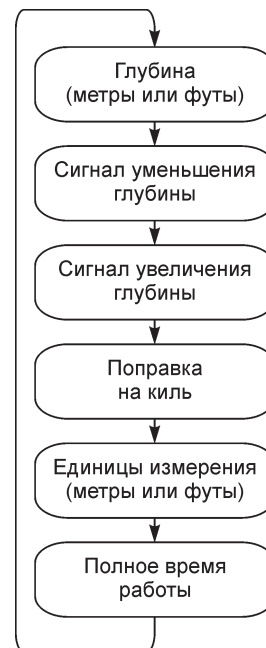 Глубина
(метры или футы)
Сигнал уменьшения
глубины
Сигнал увеличения
глубины
Поправка
на киль
Единицы измерения
(метры или футы)
Полное время
работы